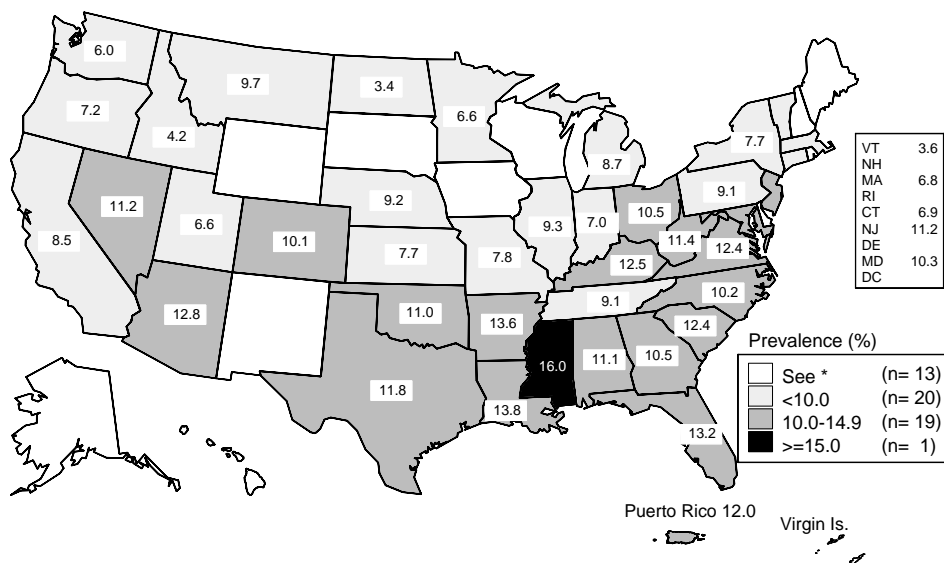 6.0
9.7
3.4
7.2
6.6
7.7
4.2
8.7
VT 3.6
NH
MA 6.8
RI
CT 6.9
NJ 11.2
DE
MD 10.3
DC
9.2
9.1
11.2
6.6
10.5
9.3
7.0
8.5
10.1
11.4
12.4
7.7
7.8
12.5
10.2
9.1
12.8
11.0
13.6
12.4
16.0
11.1
10.5
11.8
13.8
13.2
Prevalence (%)
See * (n= 13)
<10.0 (n= 20)
10.0-14.9 (n= 19)
>=15.0 (n= 1)
Puerto Rico 12.0
Virgin Is.